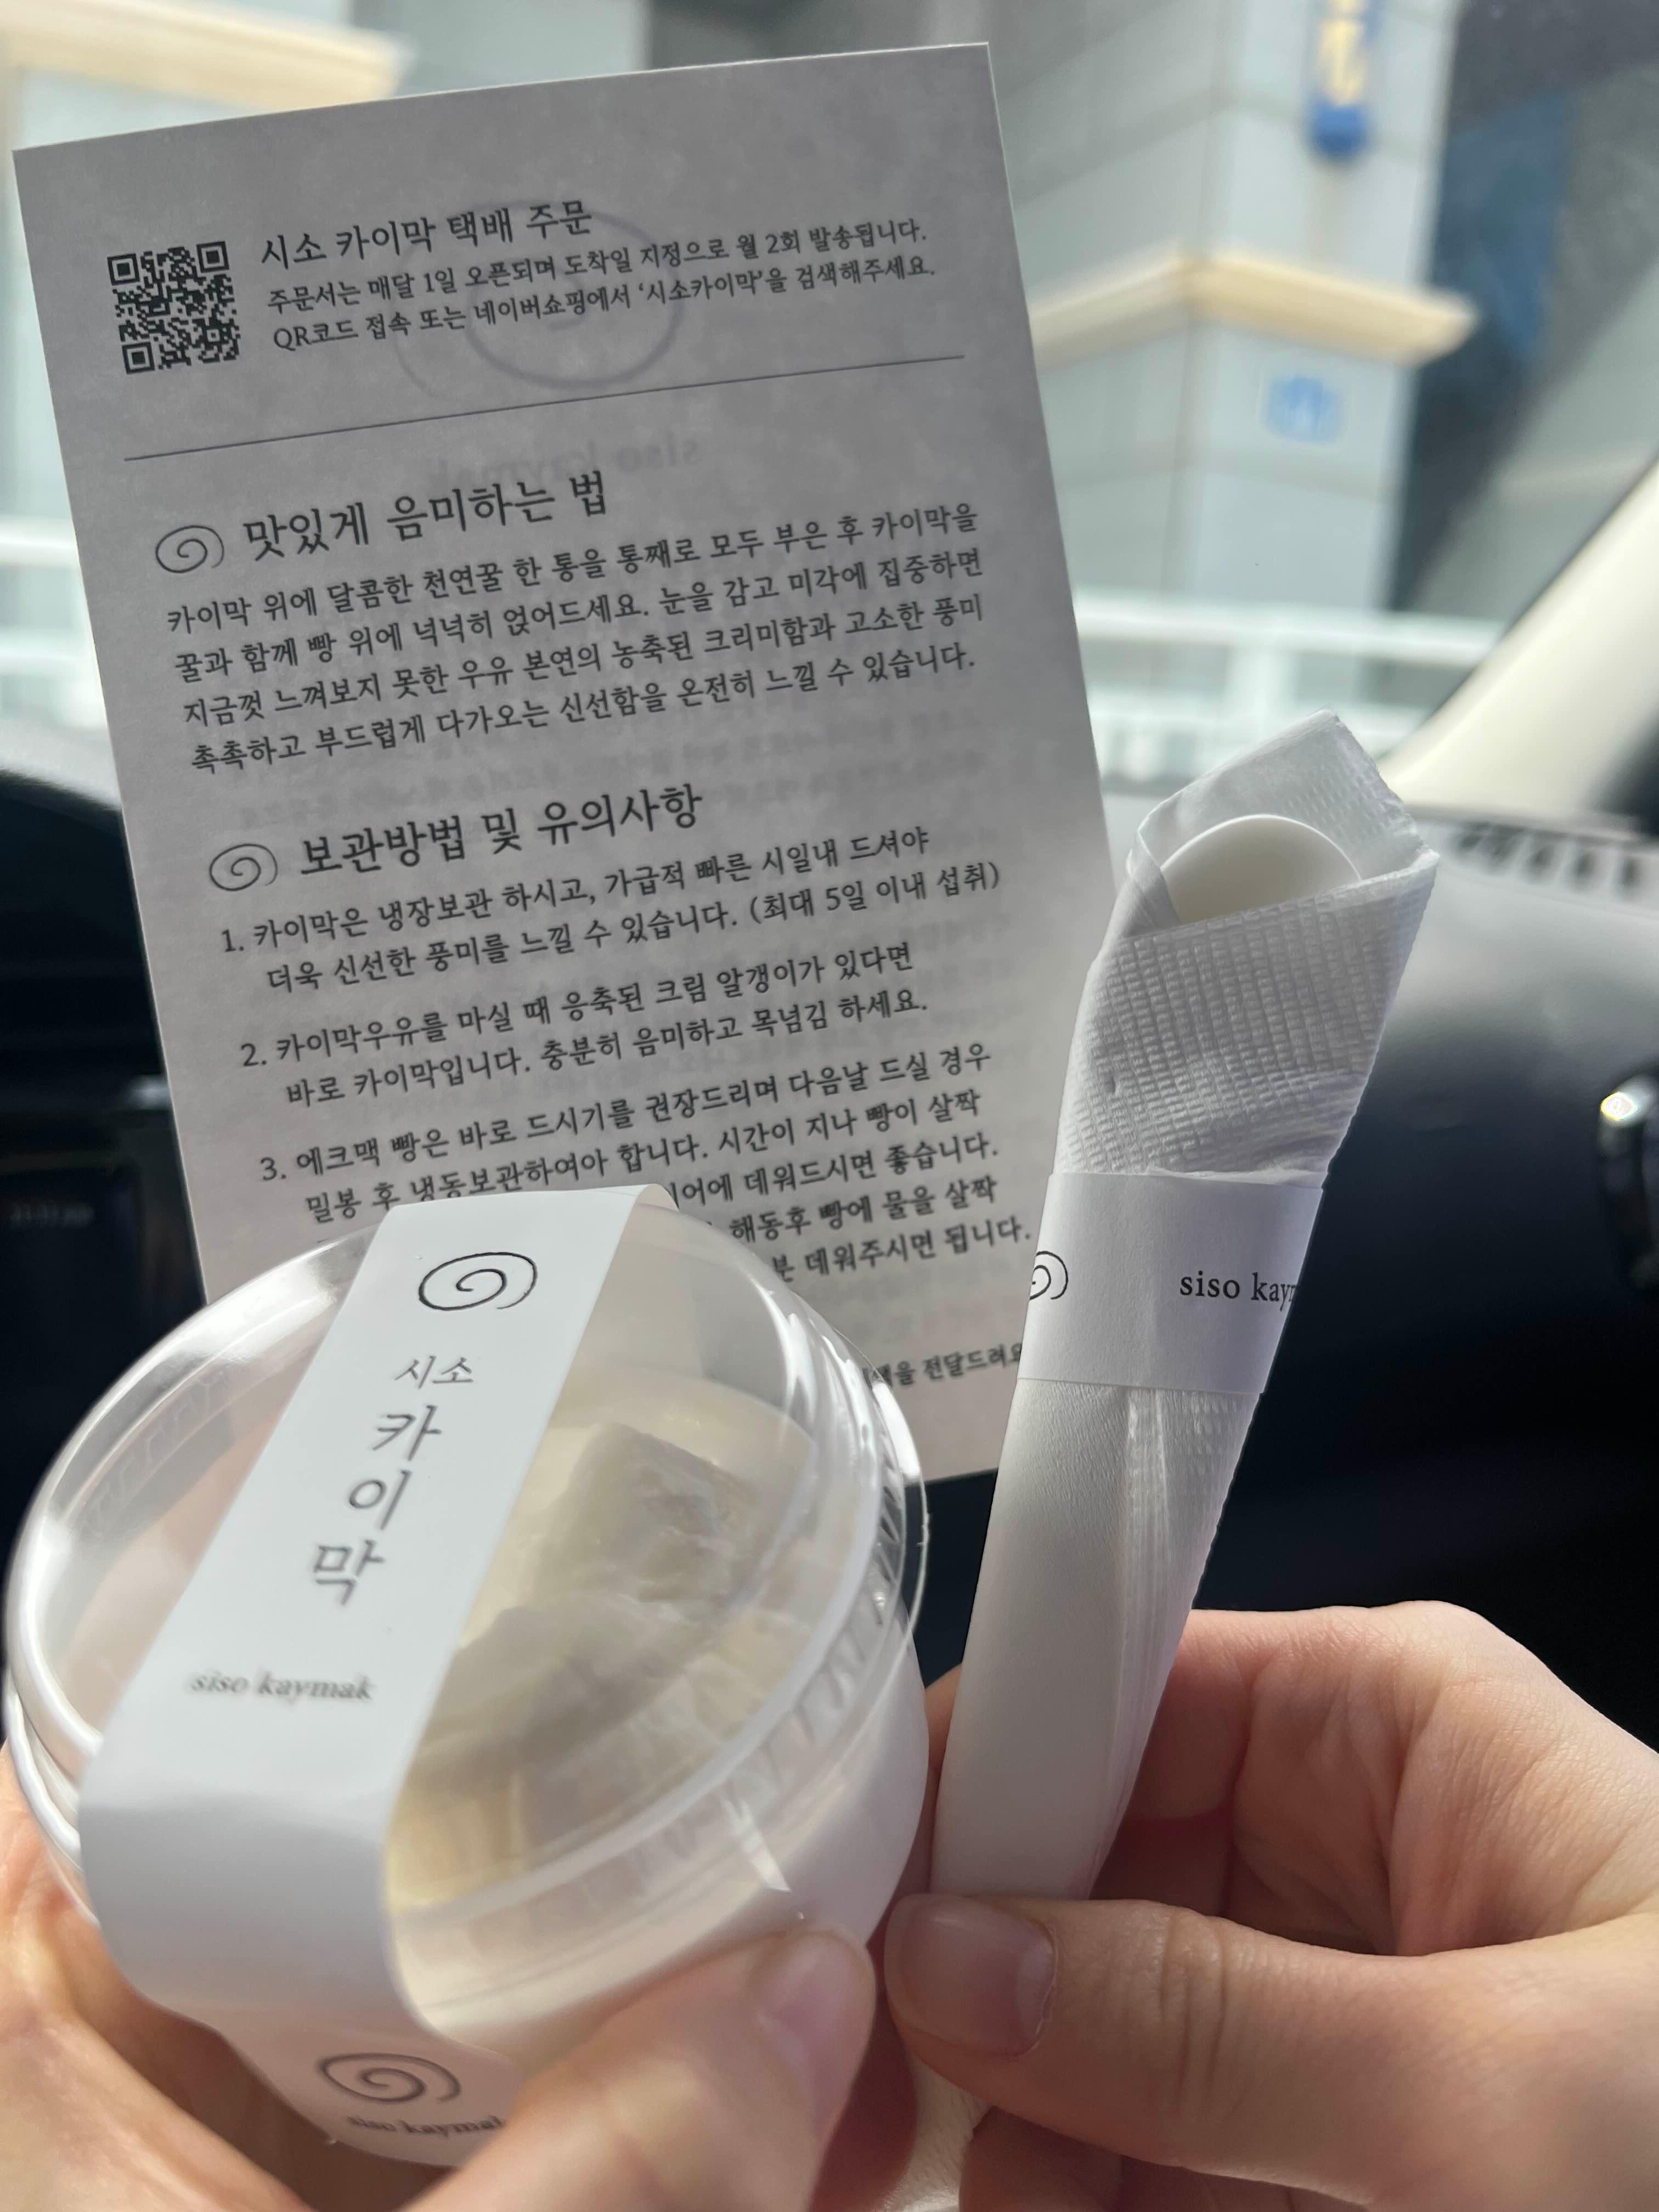 시소 카이막 택배 주문
주문서는 매달 1일 오픈되며 도착일 지정으로 월 2회 발송됩니다.
QR코드 접속 또는 네이버쇼핑에서 '시소카이막'을 검색해주세요.
맛있게 음미하는 법
카이막 위에 달콤한 천연꿀 한 통을 통째로 모두 부은 후 카이막을
꿀과 함께 빵 위에 넉넉히 얹어드세요. 눈을 감고 미각에 집중하면
지금껏 느껴보지 못한 우유 본연의 농축된 크리미함과 고소한 풍미
촉촉하고 부드럽게 다가오는 신선함을 온전히 느낄 수 있습니다.
보관방법 및 유의사항
1. 카이막은 냉장보관 하시고, 가급적 빠른 시일내 드셔야
더욱 신선한 풍미를 느낄 수 있습니다. (최대 5일 이내 섭취)
2. 카이막우유를 마실 때 응축된 크림 알갱이가 있다면
바로 카이막입니다. 충분히 음미하고 목넘김 하세요.
3. 에크맥 빵은 바로 드시기를 권장드리며 다음날 드실 경우
밀봉 후 냉동보관하여야 합니다. 시간이 지나 빵이 살짝
데워드시면 좋습니다.
해동후 빵에 물을 살짝
분 데워주시면 됩니다.
전달드려요
시소
카이막
siso kaymak
siso kaymak
siso